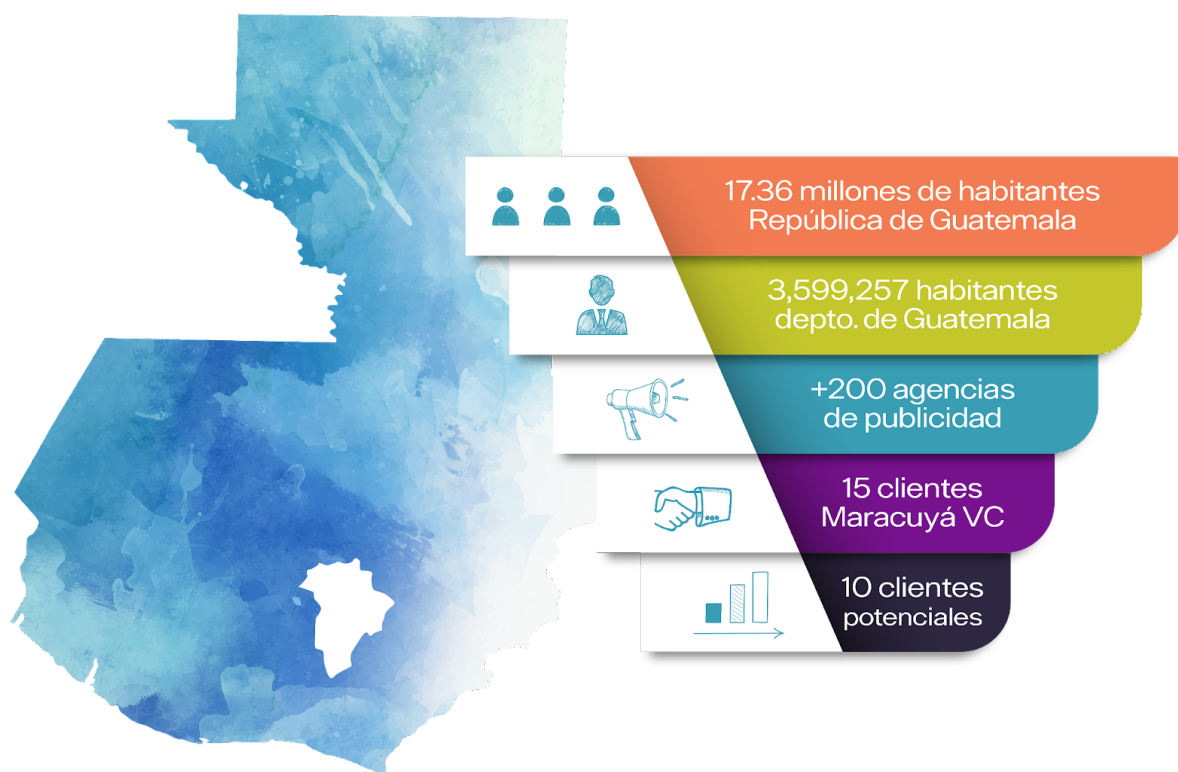 17.36 millones de habitantes
República de Guatemala
3,599,257 habitantes
depto. de Guatemala
+200 agencias
de publicidad
15 clientes
Maracuyá VC
10 clientes
potenciales